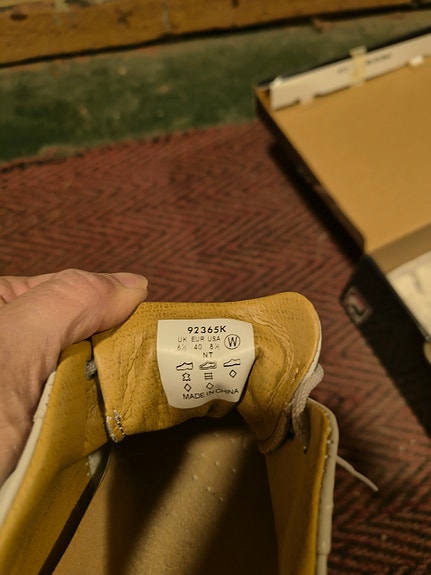 92365K
UK EUR USA
6½ 40 8½
W
NT
MADE IN CHINA